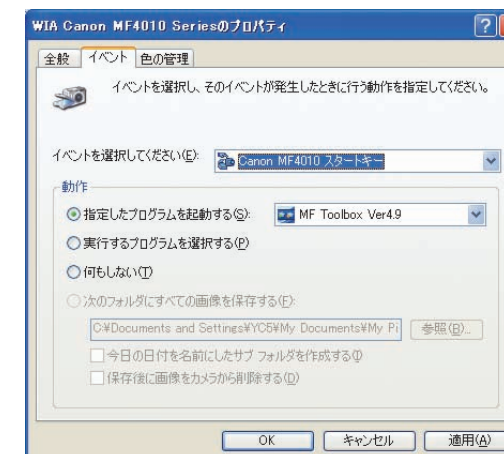 WIA Canon MF4010 Seriesのプロパティ
?
全般 イベント 色の管理
イベントを選択し、そのイベントが発生したときに行う動作を指定してください。
イベントを選択してください(E): Canon MF4010 スタートキー
動作
指定したプログラムを起動する(S): MF Toolbox Ver4.9
実行するプログラムを選択する(P)
何もしない(T)
次のフォルダにすべての画像を保存する(F):
C:¥Documents and Settings¥YC5¥My Documents¥My Pi 参照(B)...
今日の日付を名前にしたサブ フォルダを作成する(I)
保存後に画像をカメラから削除する(D)
OK キャンセル 適用(A)